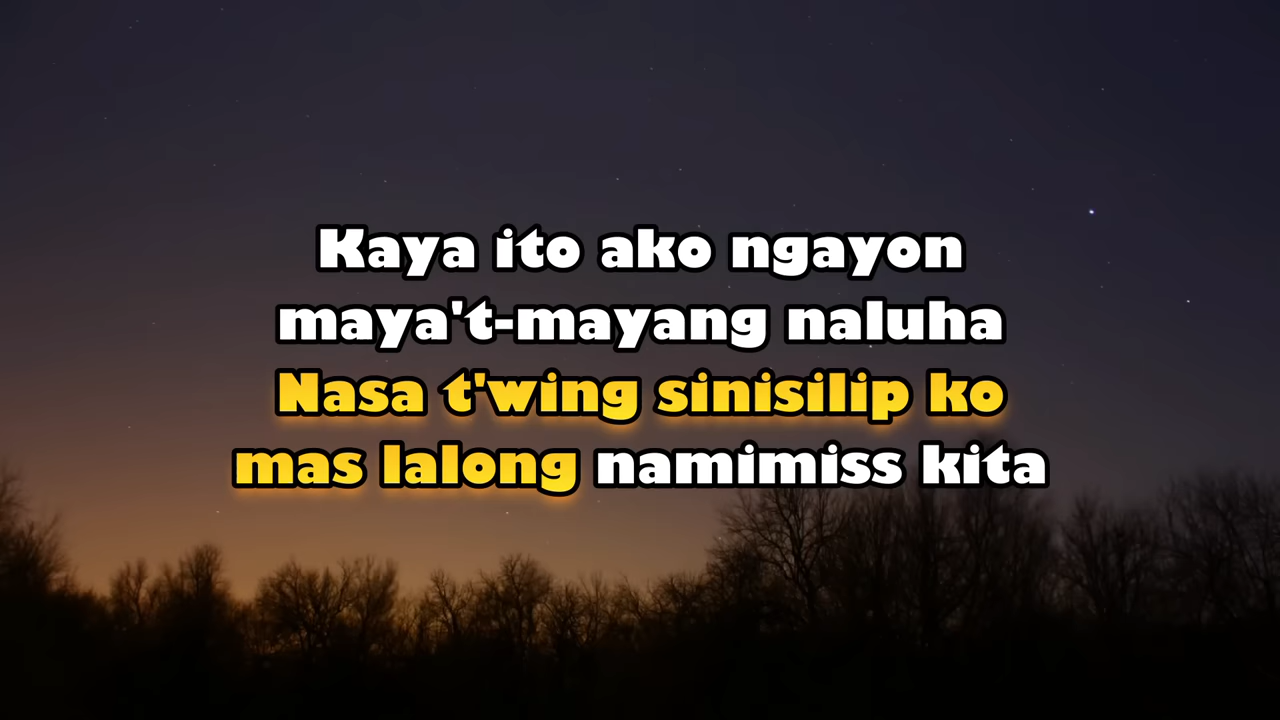 Kaya ito ako ngayon
maya't-mayang naluha
Nasa t'wing sinisilip ko
mas lalong namimiss kita